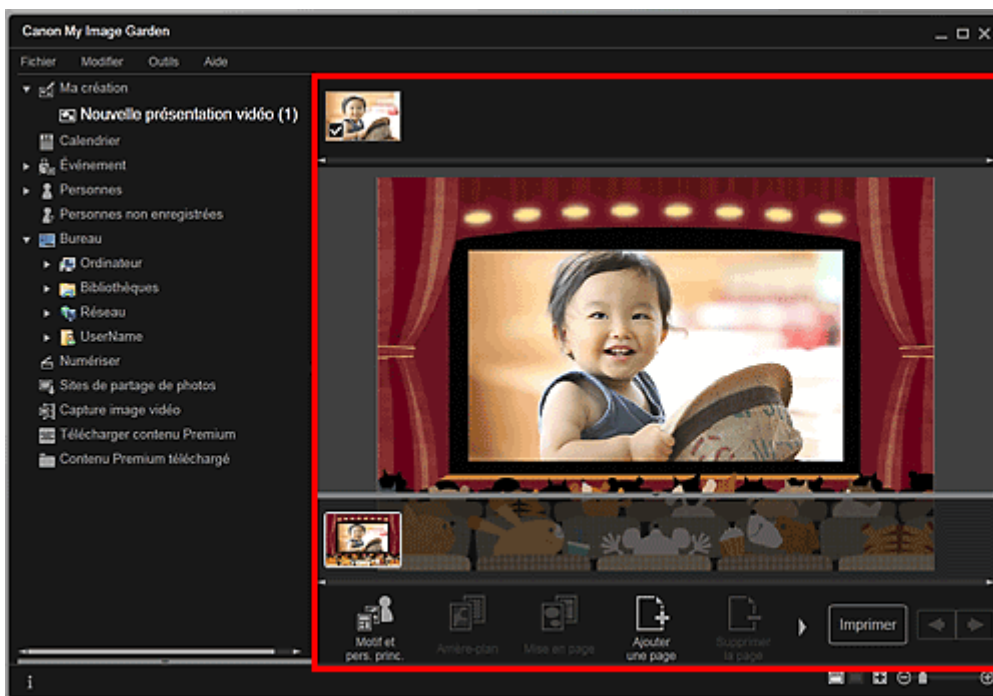 Canon My Image Garden
Fichier Modifier Outils Aide
Ma création
Nouvelle présentation vidéo (1)
Calendrier
Événement
Personnes
Personnes non enregistrées
Bureau
Ordinateur
Bibliothèques
Réseau
UserName
Numériser
Sites de partage de photos
Capture image vidéo
Télécharger contenu Premium
Contenu Premium téléchargé
Motif et
pers. princ.
Arrière-plan
Mise en page
Ajouter
une page
Supprimer
la page
Imprimer